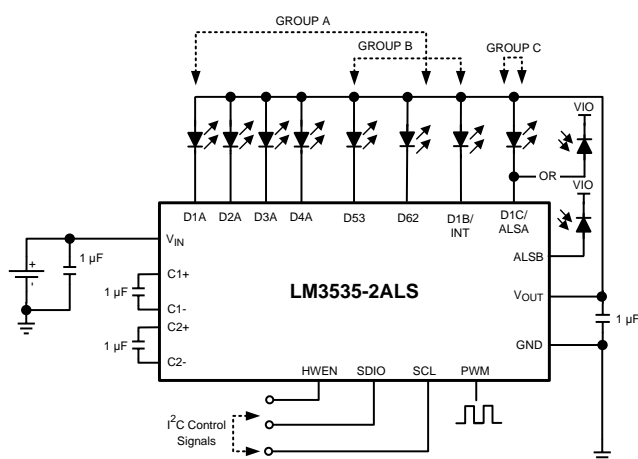 GROUP A
GROUP B
GROUP C
VIO
OR
VIO
D1A
D2A
D3A
D4A
D53
D62
D1B/
INT
D1C/
ALSA
VIN
+
-
1 µF
C1+
1 µF
C1-
C2+
1 µF
C2-
LM3535-2ALS
ALSB
VOUT
1 µF
GND
HWEN
SDIO
SCL
PWM
I2C Control
Signals